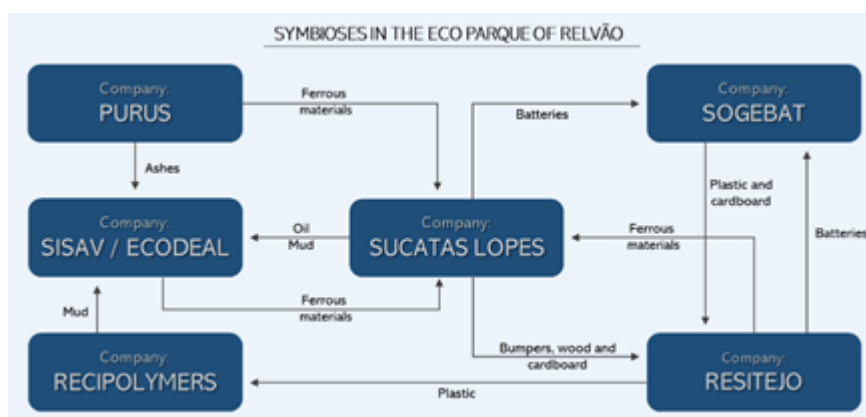 SYMBIOSES IN THE ECO PARQUE OF RELVÃO
Company:
PURUS
Ferrous
materials
Batteries
Company:
SOGEBAT
Ashes
Plastic and
cardboard
Company:
SISAV / ECODEAL
Oil
Mud
Company:
SUCATAS LOPES
Ferrous
materials
Batteries
Mud
Ferrous
materials
Company:
RECIPOLYMERS
Bumpers, wood and
cardboard
Plastic
Company:
RESITEJO